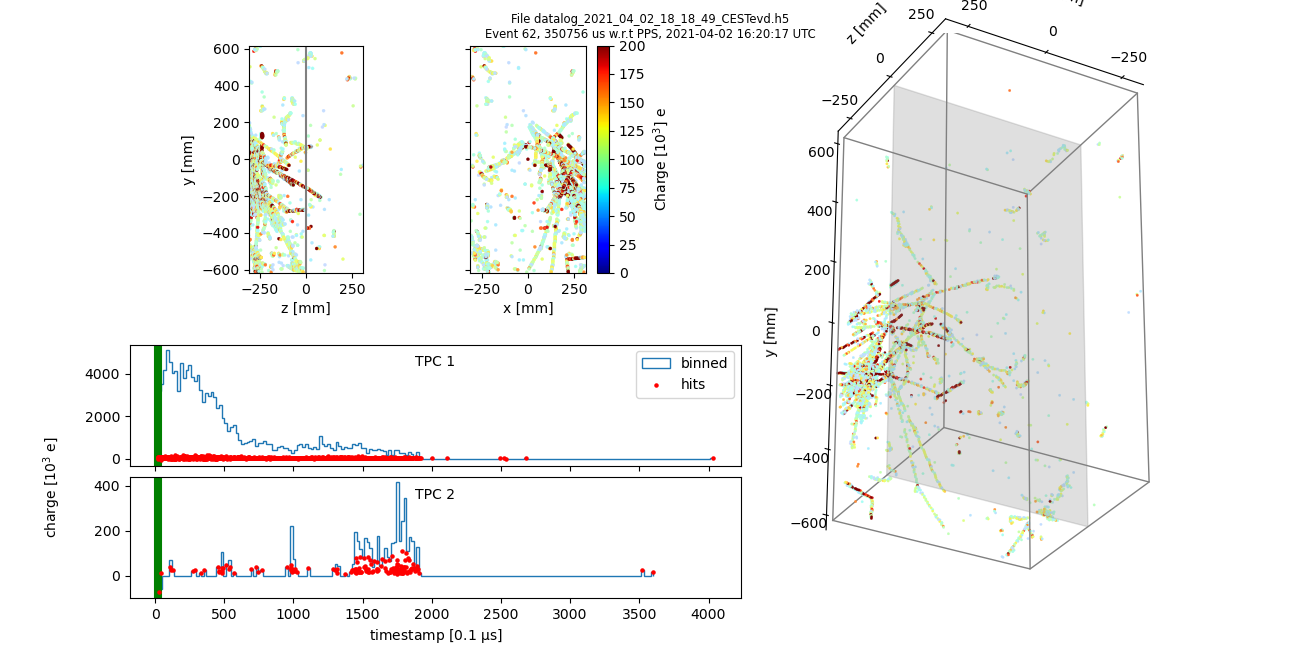 File datalog_2021_04_02_18_18_49_CESTevd.h5
Event 62, 350756 us w.r.t PPS, 2021-04-02 16:20:17 UTC
600
400
200
0
−200
−400
−600
y [mm]
−250 0 250
z [mm]
−250 0 250
x [mm]
200
175
150
125
100
75
50
25
0
Charge [10³] e
z [mm]
250
0
−250
250
0
−250
600
400
200
0
−200
−400
−600
y [mm]
TPC 1
binned
hits
4000
2000
0
TPC 2
400
200
0
charge [10³ e]
0 500 1000 1500 2000 2500 3000 3500 4000
timestamp [0.1 µs]